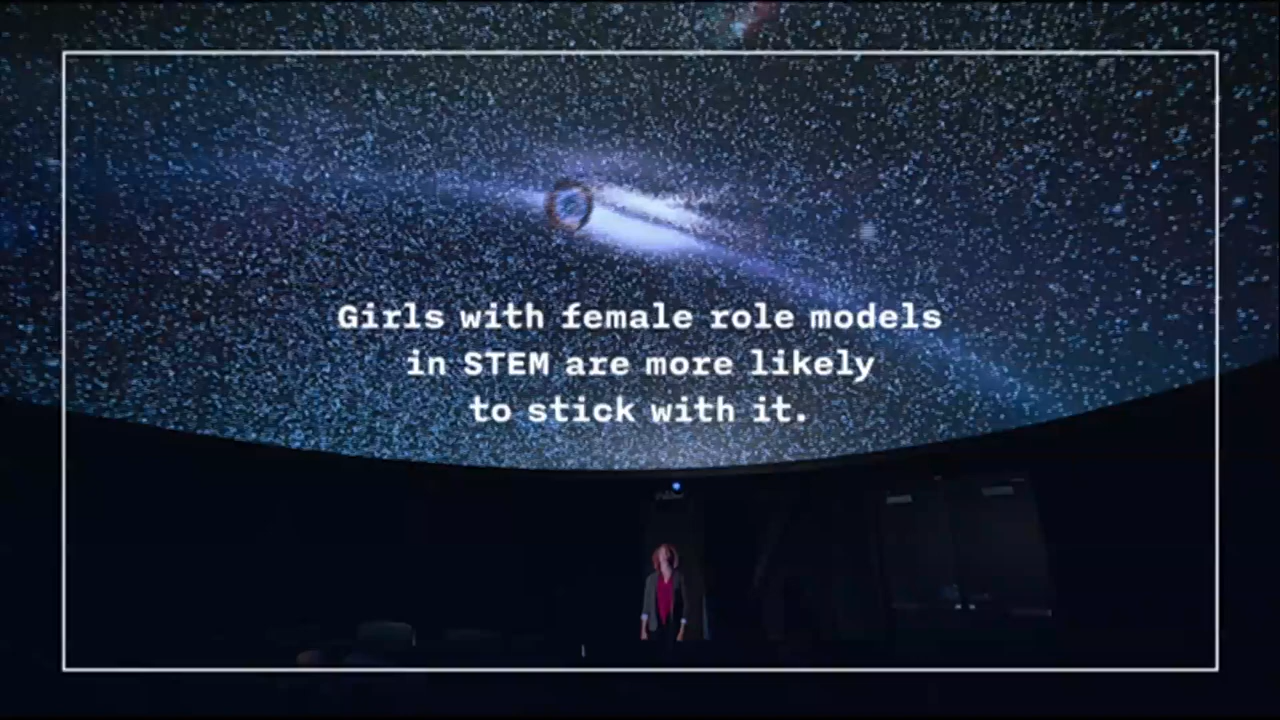 Girls with female role models
in STEM are more likely
to stick with it.